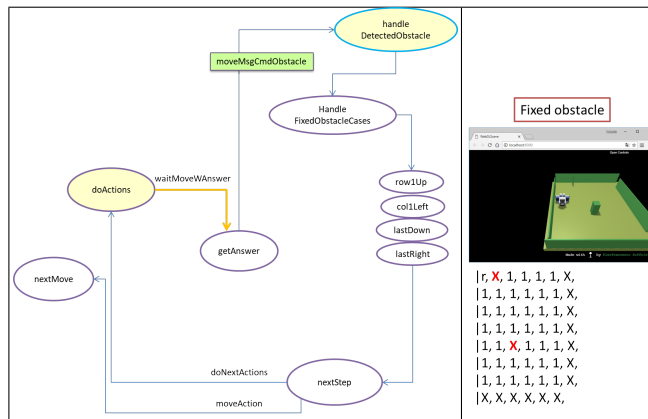 handle
DetectedObstacle
moveMsgCmdObstacle
Handle
FixedObstacleCases
Fixed obstacle
waitMoveWAnswer
doActions
row1Up
col1Left
lastDown
lastRight
getAnswer
nextMove
doNextActions
nextStep
moveAction
Open Controls
|r, X, 1, 1, 1, 1, X,
|1, 1, 1, 1, 1, 1, X,
|1, 1, 1, 1, 1, 1, X,
|1, 1, 1, 1, 1, 1, X,
|1, 1, X, 1, 1, 1, X,
|1, 1, 1, 1, 1, 1, X,
|1, 1, 1, 1, 1, 1, X,
|X, X, X, X, X, X,